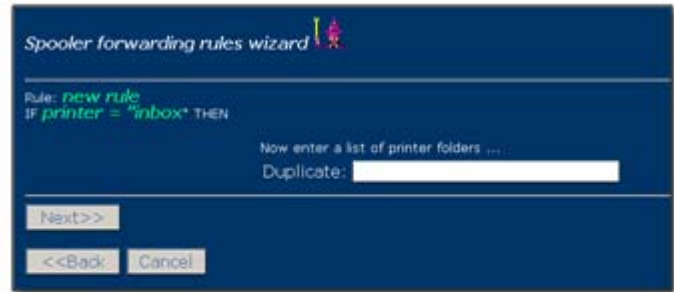 Spooler forwarding rules wizard
Rule: new rule
IF printer = "inbox" THEN
Now enter a list of printer folders ...
Duplicate:
Next>>
<<Back Cancel